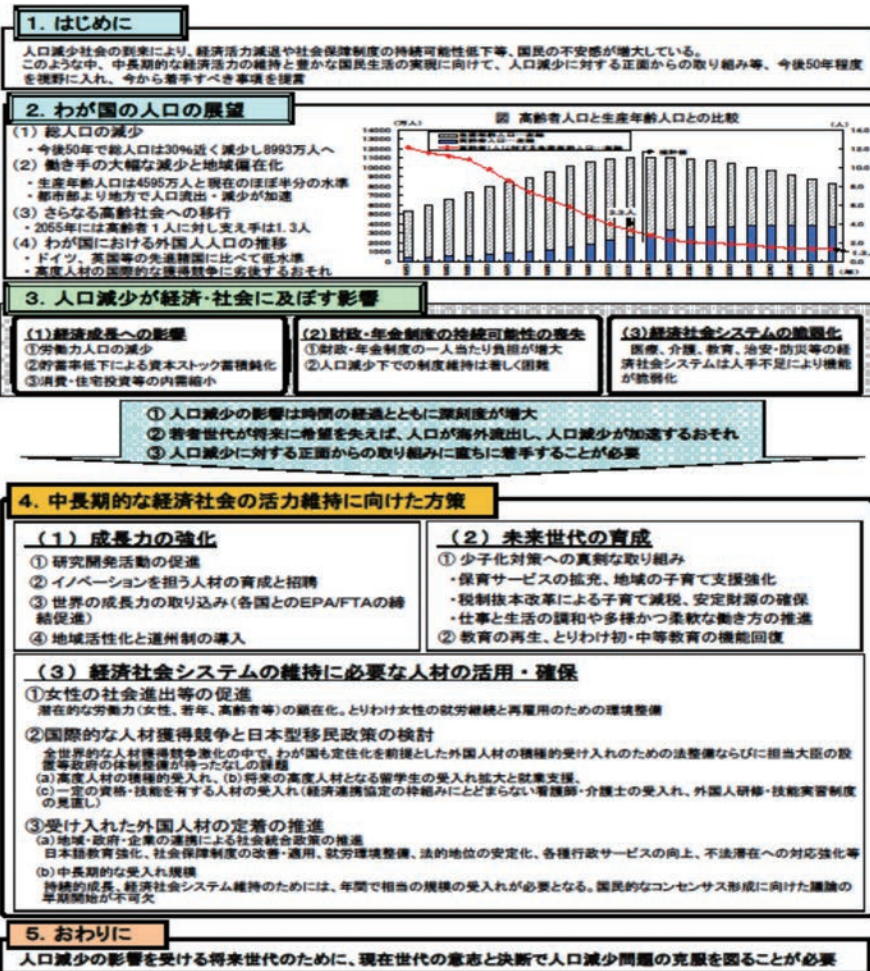 1. はじめに
人口減少社会の到来により、経済活力減退や社会保障制度の持続可能性低下等、国民の不安感が増大している。
このような中、中長期的な経済活力の維持と豊かな国民生活の実現に向けて、人口減少に対する正面からの取り組み等、今後50年程度
を視野に入れ、今から着手すべき事項を提言
2. わが国の人口の展望
(1) 総人口の減少
・今後50年で総人口は30%近く減少し8993万人へ
(2) 働き手の大幅な減少と地域偏在化
・生産年齢人口は4595万人と現在のほぼ半分の水準
・都市部より地方で人口流出・減少が加速
(3) さらなる高齢社会への移行
・2055年には高齢者1人に対し支え手は1.3人
(4) わが国における外国人人口の推移
・ドイツ、英国等の先進諸国に比べて低水準
・高度人材の国際的な獲得競争に劣後するおそれ
図 高齢者人口と生産年齢人口との比較
(万人)
(人)
14000
13000
12000
11000
10000
9000
8000
7000
6000
5000
4000
3000
2000
1000
0
14.0
12.0
10.0
8.0
6.0
4.0
2.0
0.0
3.3人
3. 人口減少が経済・社会に及ぼす影響
(1)経済成長への影響
①労働力人口の減少
②貯蓄率低下による資本ストック蓄積鈍化
③消費・住宅投資等の内需縮小
(2)財政・年金制度の持続可能性の喪失
①財政・年金制度の一人当たり負担が増大
②人口減少下での制度維持は著しく困難
(3)経済社会システムの脆弱化
医療、介護、教育、治安・防災等の経
済社会システムは人手不足により機能
が脆弱化
① 人口減少の影響は時間の経過とともに深刻度が増大
② 若者世代が将来に希望を失えば、人口が海外流出し、人口減少が加速するおそれ
③ 人口減少に対する正面からの取り組みに直ちに着手することが必要
4. 中長期的な経済社会の活力維持に向けた方策
(1) 成長力の強化
① 研究開発活動の促進
② イノベーションを担う人材の育成と招聘
③ 世界の成長力の取り込み(各国とのEPA/FTAの締
結促進)
④ 地域活性化と道州制の導入
(2) 未来世代の育成
① 少子化対策への真剣な取り組み
・保育サービスの拡充、地域の子育て支援強化
・税制抜本改革による子育て減税、安定財源の確保
・仕事と生活の調和や多様かつ柔軟な働き方の推進
② 教育の再生、とりわけ初・中等教育の機能回復
(3) 経済社会システムの維持に必要な人材の活用・確保
①女性の社会進出等の促進
潜在的な労働力(女性、若年、高齢者等)の顕在化。とりわけ女性の就労継続と再雇用のための環境整備
②国際的な人材獲得競争と日本型移民政策の検討
全世界的な人材獲得競争激化の中で、わが国も定住化を前提とした外国人材の積極的受け入れのための法整備ならびに担当大臣の設
置等政府の体制整備が待ったなしの課題
(a)高度人材の積極的受入れ、(b)将来の高度人材となる留学生の受入れ拡大と就業支援、
(c)一定の資格・技能を有する人材の受入れ(経済連携協定の枠組みにとどまらない看護師・介護士の受入れ、外国人研修・技能実習制度
の見直し)
③受け入れた外国人材の定着の推進
(a)地域・政府・企業の連携による社会統合政策の推進
日本語教育強化、社会保障制度の改善・適用、就労環境整備、法的地位の安定化、各種行政サービスの向上、不法滞在への対応強化等
(b)中長期的な受入れ規模
持続的成長、経済社会システム維持のためには、年間で相当の規模の受入れが必要となる。国民的なコンセンサス形成に向けた議論の
早期開始が不可欠
5. おわりに
人口減少の影響を受ける将来世代のために、現在世代の意志と決断で人口減少問題の克服を図ることが必要